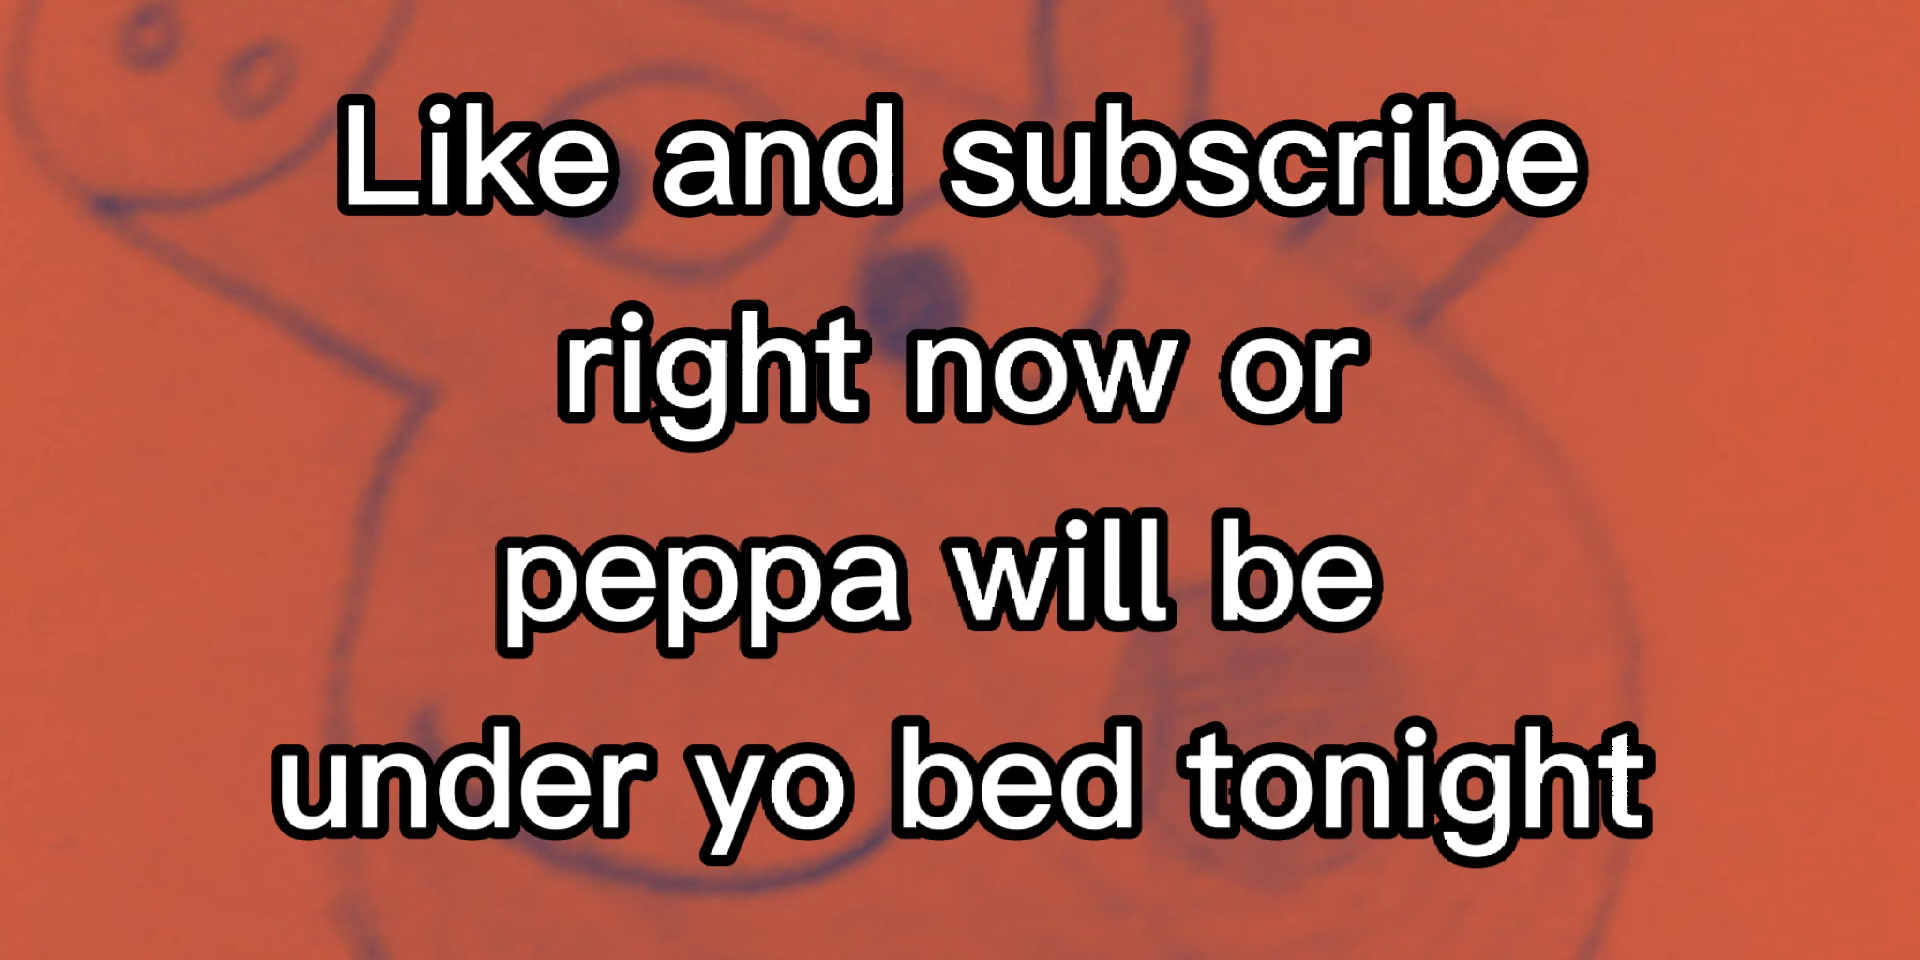 Like and subscribe
right now or
peppa will be
under yo bed tonight